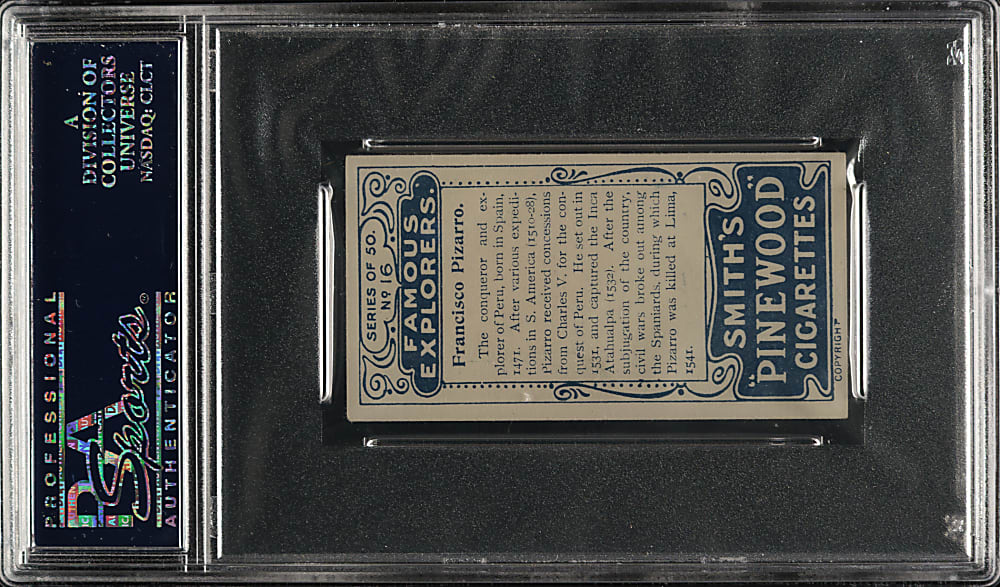 A
DIVISION OF
COLLECTORS
UNIVERSE
NASDAQ: CLCT
PROFESSIONAL
PSA
Sports
®
AUTHENTICATOR
SERIES OF 50.
Nº 16
FAMOUS
EXPLORERS.
Francisco Pizarro.
The conqueror and ex-
plorer of Peru, born in Spain,
1471. After various expedi-
tions in S. America (1510-28),
Pizarro received concessions
from Charles V. for the con-
quest of Peru. He set out in
1531, and captured the Inca
Atahualpa (1532). After the
subjugation of the country,
civil wars broke out among
the Spaniards, during which
Pizarro was killed at Lima,
1541.
SMITH'S
"PINEWOOD"
CIGARETTES
COPYRIGHT